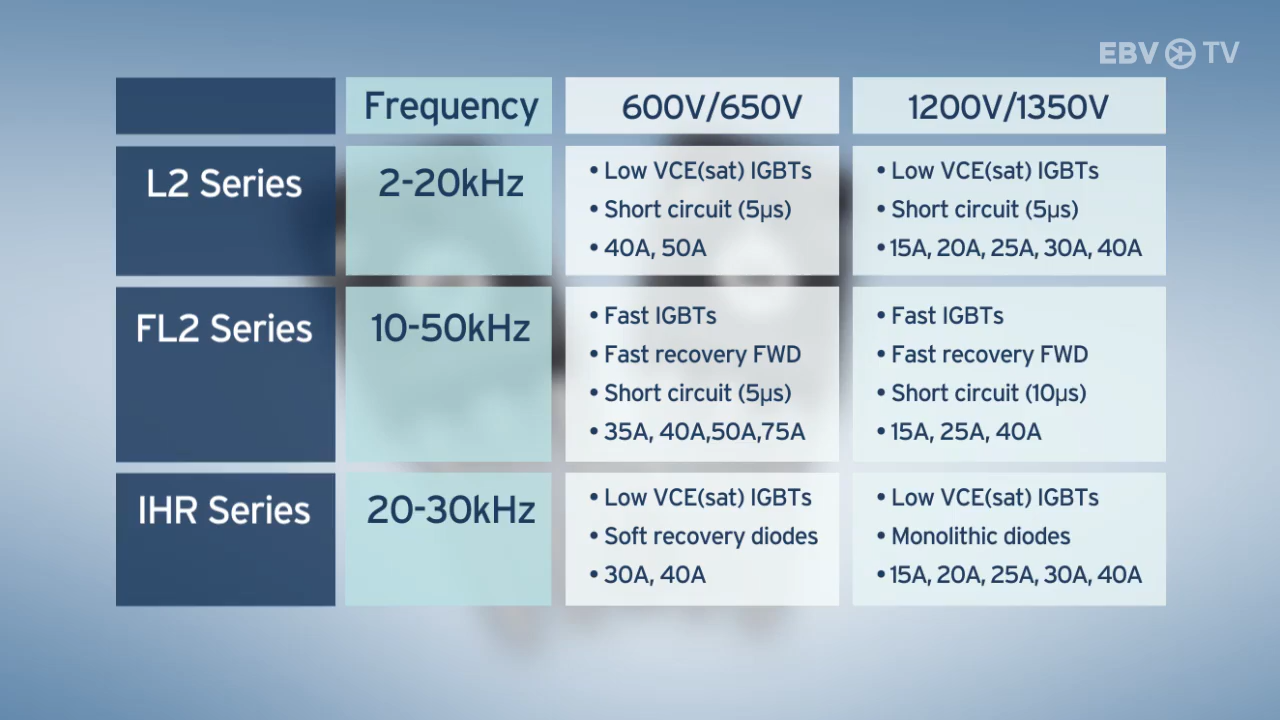 EBV TV
Frequency
600V/650V
1200V/1350V
L2 Series
2-20kHz
• Low VCE(sat) IGBTs
• Short circuit (5µs)
• 40A, 50A
• Low VCE(sat) IGBTs
• Short circuit (5µs)
• 15A, 20A, 25A, 30A, 40A
FL2 Series
10-50kHz
• Fast IGBTs
• Fast recovery FWD
• Short circuit (5µs)
• 35A, 40A,50A,75A
• Fast IGBTs
• Fast recovery FWD
• Short circuit (10µs)
• 15A, 25A, 40A
IHR Series
20-30kHz
• Low VCE(sat) IGBTs
• Soft recovery diodes
• 30A, 40A
• Low VCE(sat) IGBTs
• Monolithic diodes
• 15A, 20A, 25A, 30A, 40A